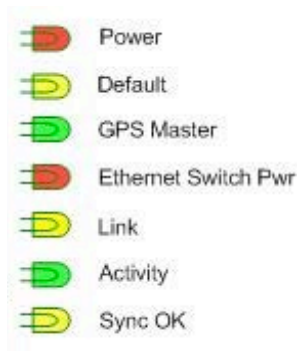 Power
Default
GPS Master
Ethernet Switch Pwr
Link
Activity
Sync OK